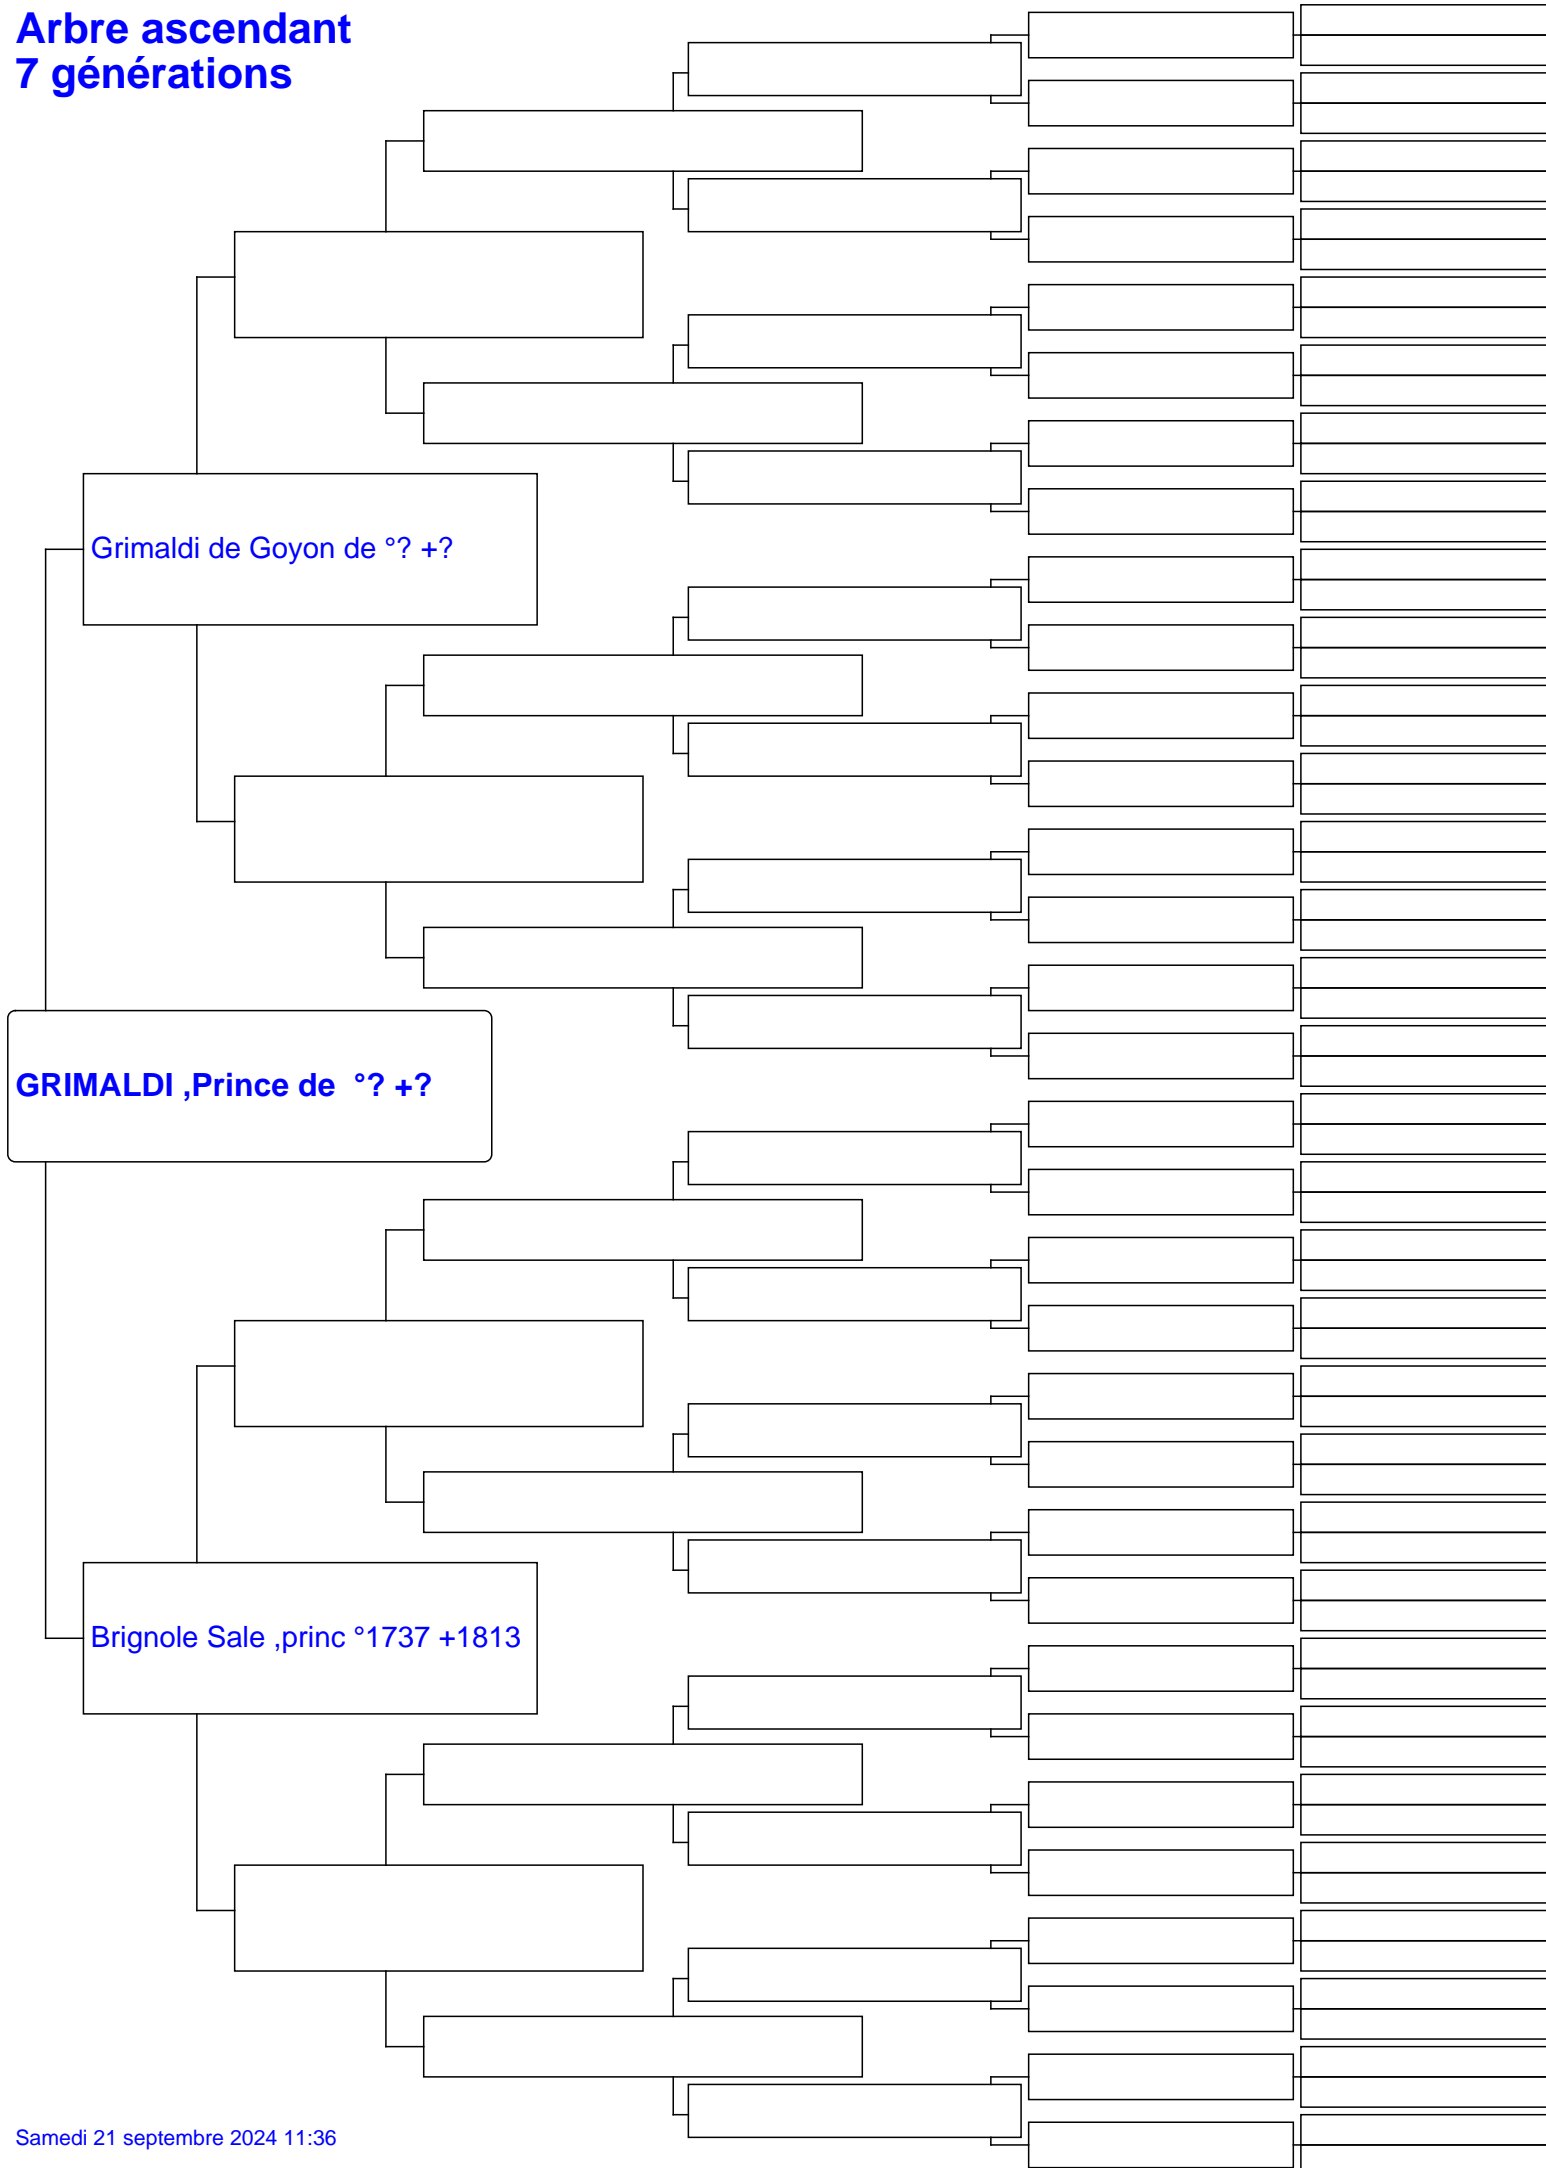 Arbre ascendant
7 générations
Grimaldi de Goyon de °? +?
GRIMALDI ,Prince de  °? +?
Brignole Sale ,princ °1737 +1813
Samedi 21 septembre 2024 11:36